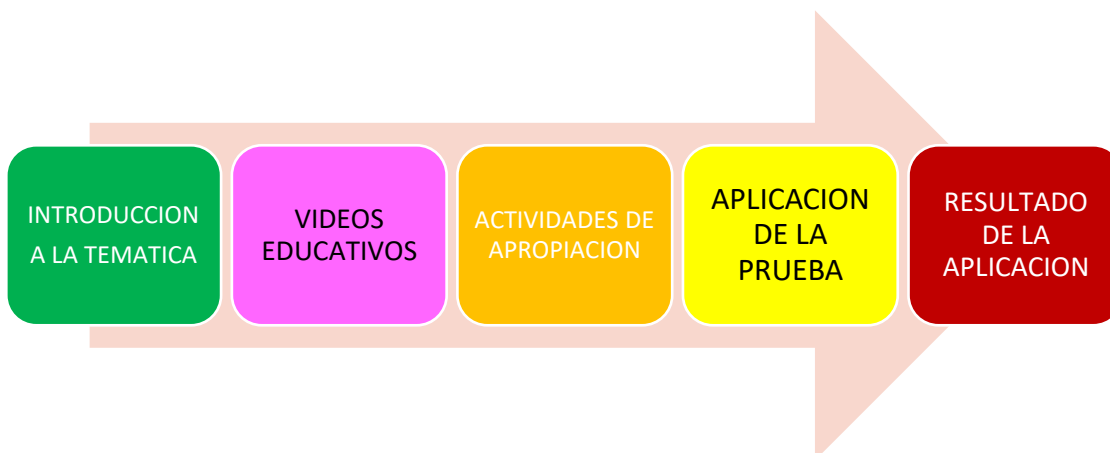 INTRODUCCION
A LA TEMATICA
VIDEOS
EDUCATIVOS
ACTIVIDADES DE
APROPIACION
APLICACION
DE LA
PRUEBA
RESULTADO
DE LA
APLICACION